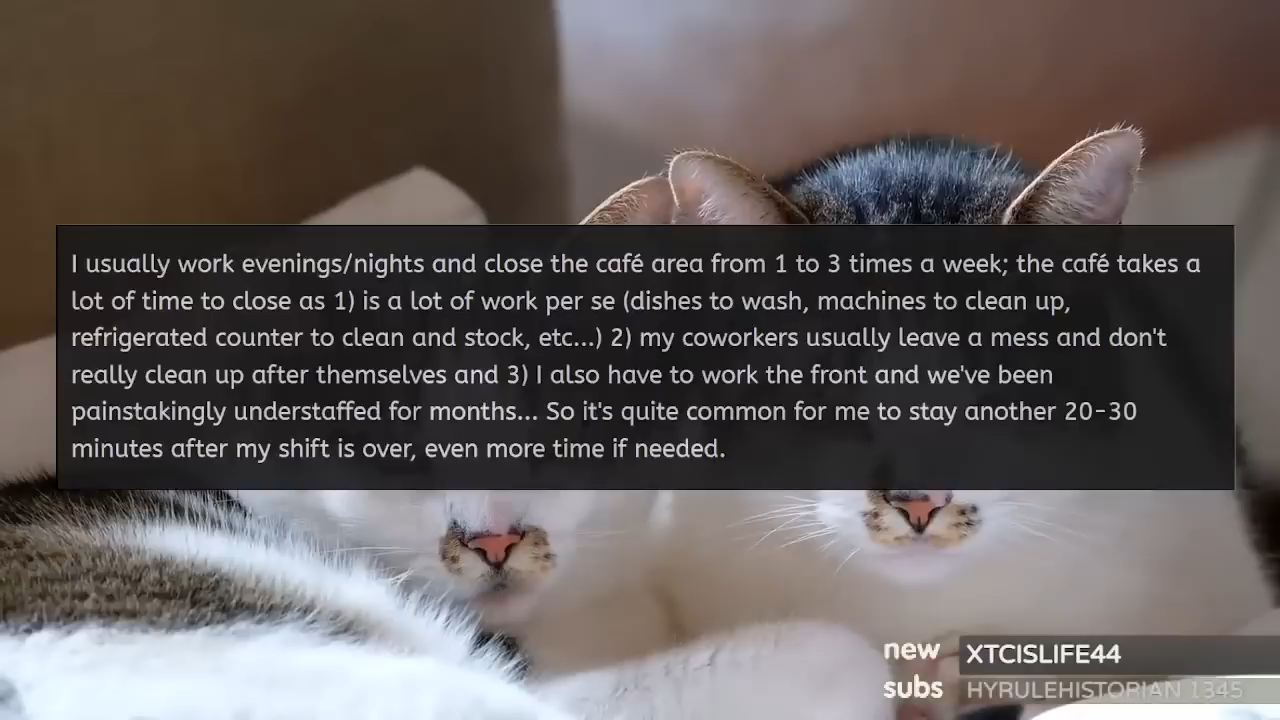 I usually work evenings/nights and close the café area from 1 to 3 times a week; the café takes a
lot of time to close as 1) is a lot of work per se (dishes to wash, machines to clean up,
refrigerated counter to clean and stock, etc...) 2) my coworkers usually leave a mess and don't
really clean up after themselves and 3) I also have to work the front and we've been
painstakingly understaffed for months... So it's quite common for me to stay another 20-30
minutes after my shift is over, even more time if needed.
new XTCISLIFE44
subs HYRULEHISTORIAN 1345